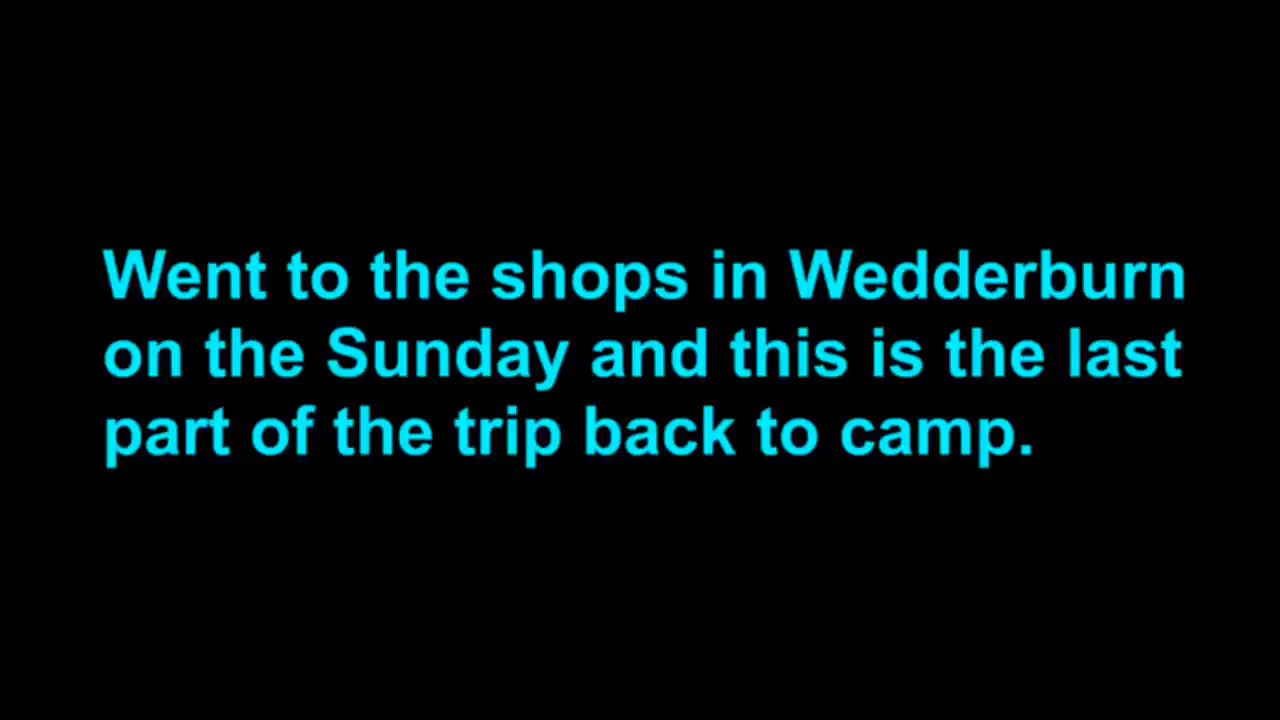 Went to the shops in Wedderburn
on the Sunday and this is the last
part of the trip back to camp.